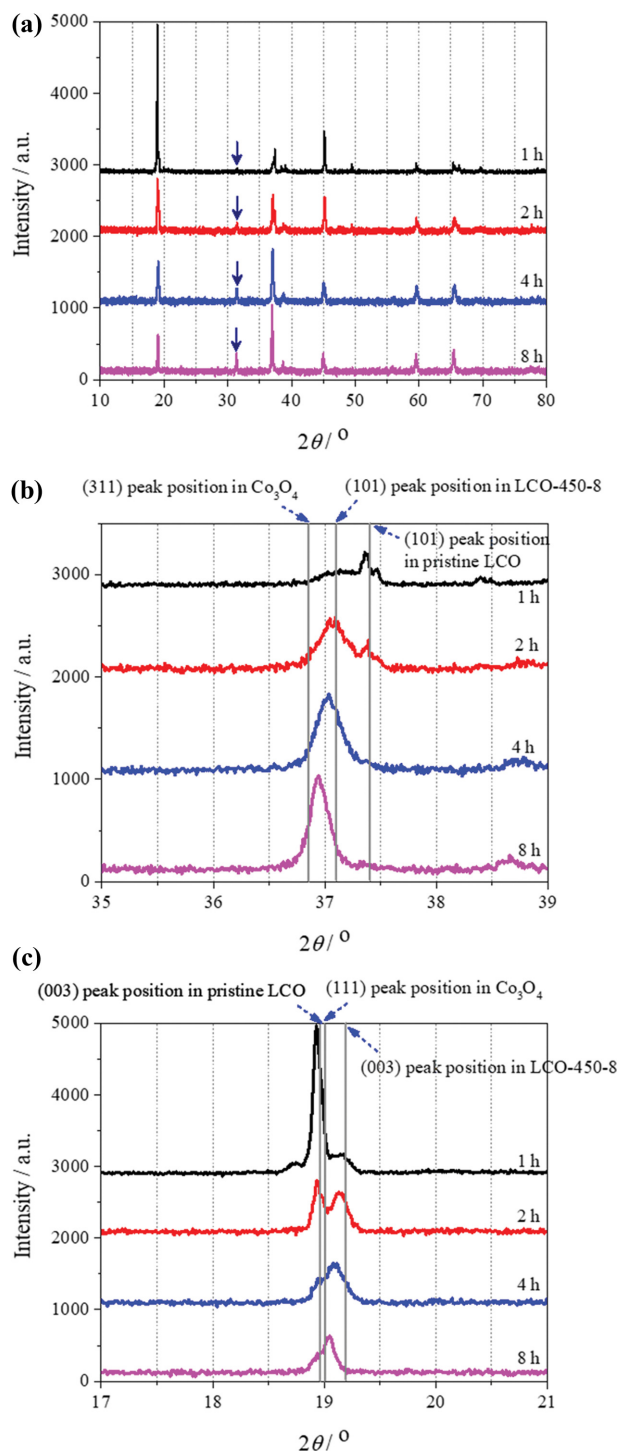 (a)
5000
4000
3000
2000
1000
0
Intensity / a.u.
1 h
2 h
4 h
8 h
10 20 30 40 50 60 70 80
2θ / °
(b)
(311) peak position in Co₃O₄
(101) peak position in LCO-450-8
(101) peak position
in pristine LCO
3000
2000
1000
0
Intensity / a.u.
1 h
2 h
4 h
8 h
35 36 37 38 39
2θ / °
(c)
(003) peak position in pristine LCO
(111) peak position in Co₃O₄
(003) peak position in LCO-450-8
5000
4000
3000
2000
1000
0
Intensity / a.u.
1 h
2 h
4 h
8 h
17 18 19 20 21
2θ / °